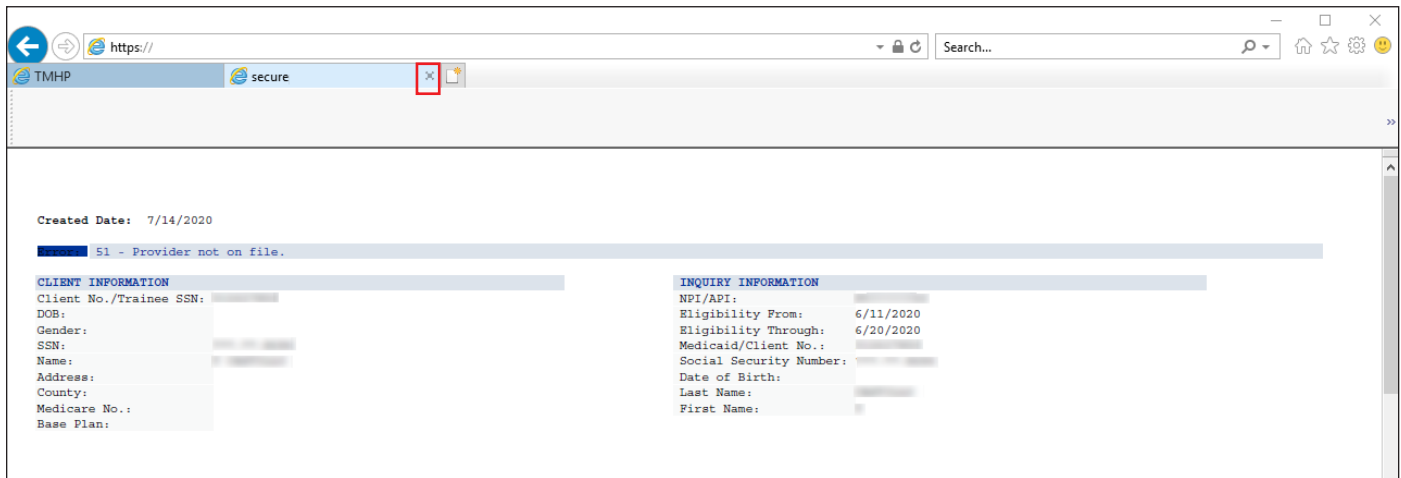 https://
Search...
TMHP
secure
Created Date: 7/14/2020
Error: 51 - Provider not on file.
CLIENT INFORMATION
Client No./Trainee SSN:
DOB:
Gender:
SSN:
Name:
Address:
County:
Medicare No.:
Base Plan:
INQUIRY INFORMATION
NPI/API:
Eligibility From: 6/11/2020
Eligibility Through: 6/20/2020
Medicaid/Client No.:
Social Security Number:
Date of Birth:
Last Name:
First Name: